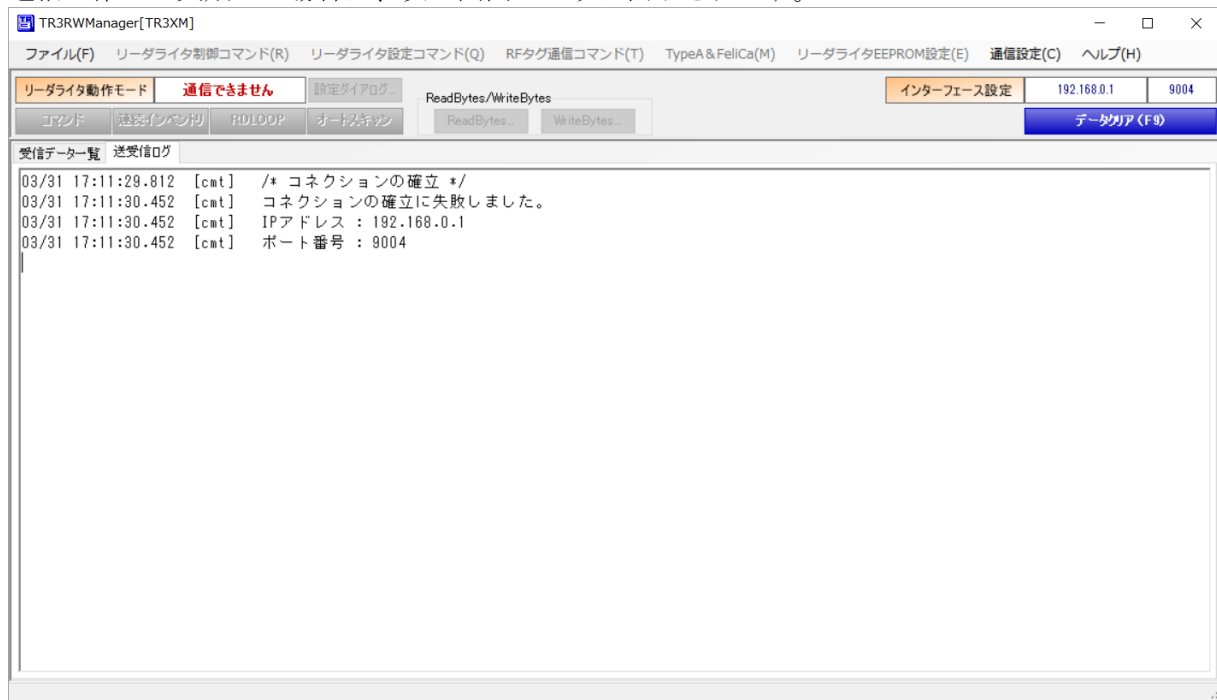 TR3RWManager[TR3XM]
ファイル(F) リーダライタ制御コマンド(R) リーダライタ設定コマンド(Q) RFタグ通信コマンド(T) TypeA&FeliCa(M) リーダライタEEPROM設定(E) 通信設定(C) ヘルプ(H)
リーダライタ動作モード 通信できません 設定ダイアログ... ReadBytes/WriteBytes インターフェース設定 192.168.0.1 9004
コマンド 連続インベントリ RDLOOP オートスキャン ReadBytes... WriteBytes... データクリア(F9)
受信データ一覧 送受信ログ
03/31 17:11:29.812 [cmt] /* コネクションの確立 */
03/31 17:11:30.452 [cmt] コネクションの確立に失敗しました。
03/31 17:11:30.452 [cmt] IPアドレス : 192.168.0.1
03/31 17:11:30.452 [cmt] ポート番号 : 9004